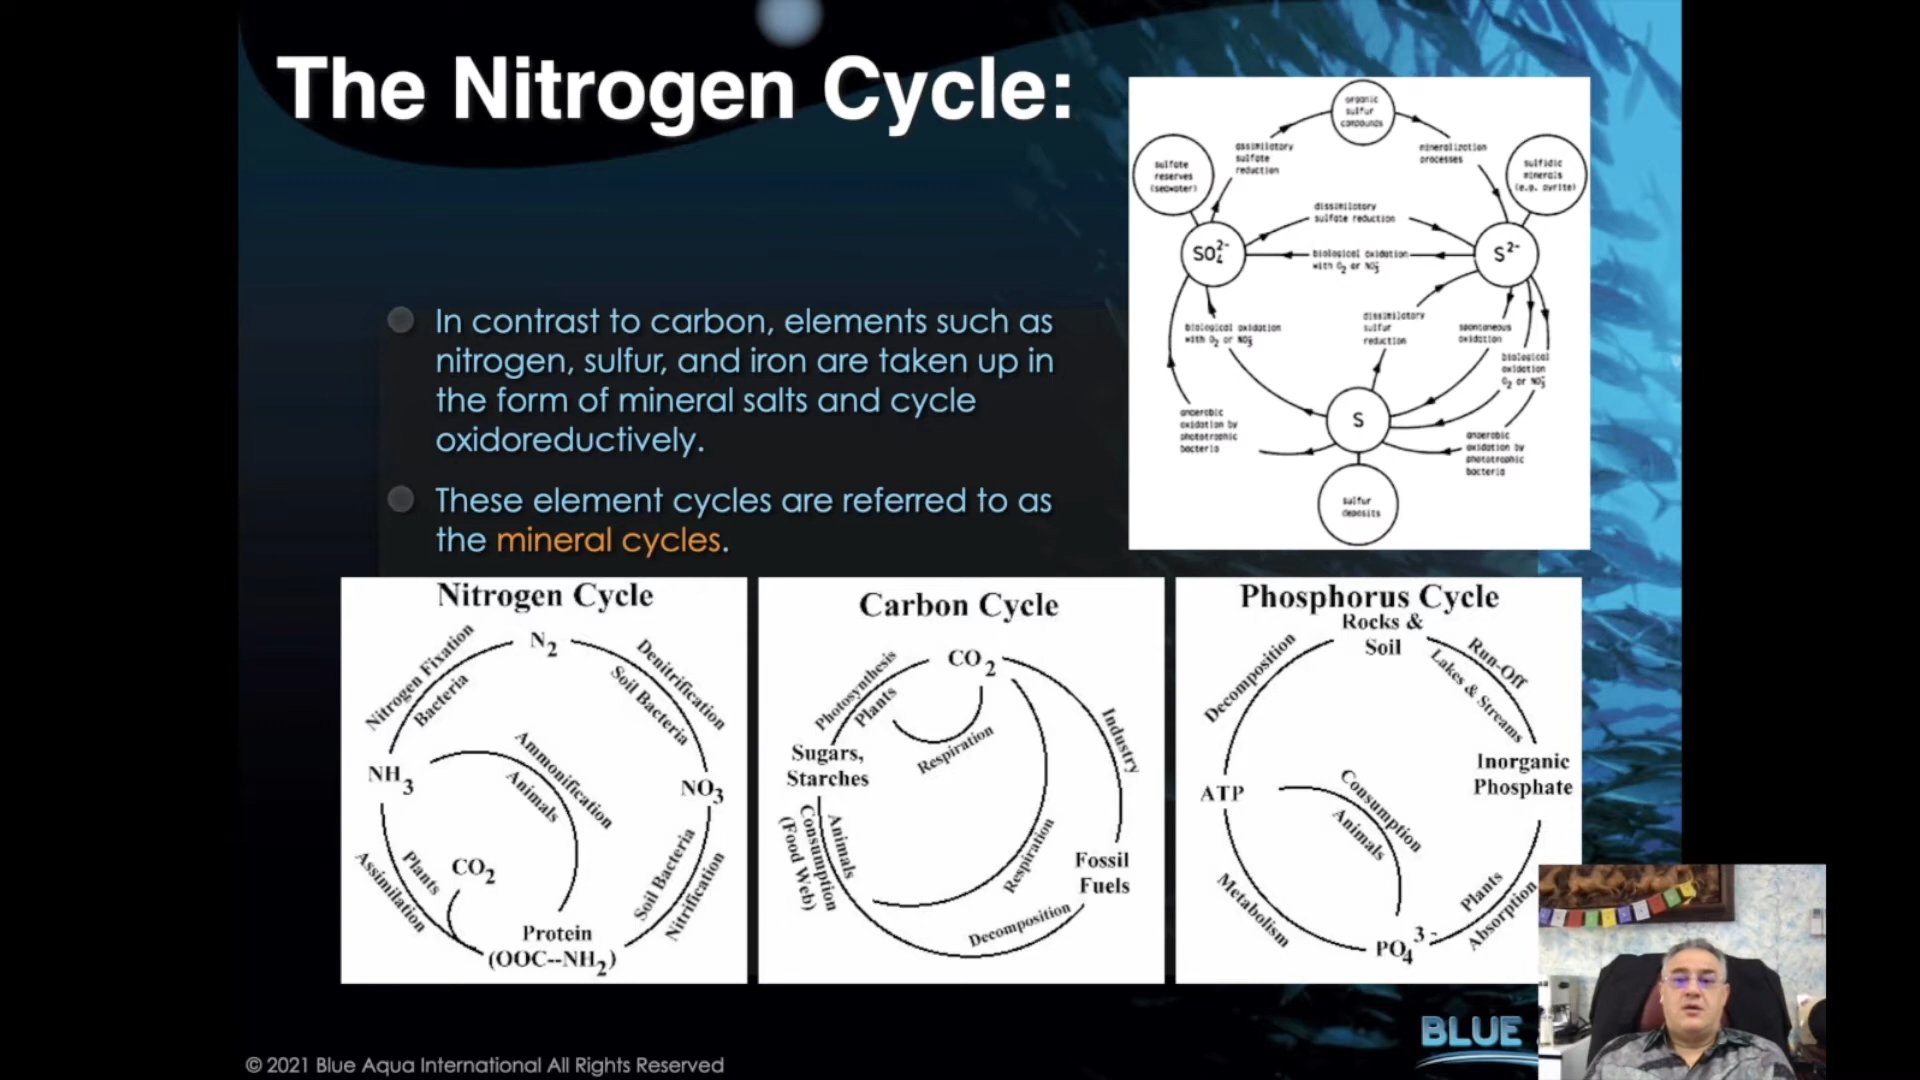 The Nitrogen Cycle:
In contrast to carbon, elements such as
nitrogen, sulfur, and iron are taken up in
the form of mineral salts and cycle
oxidoreductively.
These element cycles are referred to as
the mineral cycles.
organic
sulfur
compounds
sulfate
reserves
(seawater)
assimilatory
sulfate
reduction
mineralization
processes
sulfidic
minerals
(e.g. pyrite)
dissimilatory
sulfate reduction
SO₄²⁻
biological oxidation
with O₂ or NO₃⁻
S²⁻
biological oxidation
with O₂ or NO₃⁻
dissimilatory
sulfur
reduction
spontaneous
oxidation
biological
oxidation
O₂ or NO₃⁻
anaerobic
oxidation by
phototrophic
bacteria
S
anaerobic
oxidation by
phototrophic
bacteria
sulfur
deposits
Nitrogen Cycle
N₂
Nitrogen Fixation
Bacteria
Denitrification
Soil Bacteria
NH₃
Ammonification
Animals
NO₃
Assimilation
Plants
CO₂
Soil Bacteria
Nitrification
Protein
(OOC--NH₂)
Carbon Cycle
CO₂
Photosynthesis
Plants
Respiration
Industry
Sugars,
Starches
Animals
Consumption
(Food Web)
Respiration
Fossil
Fuels
Decomposition
Phosphorus Cycle
Rocks &
Soil
Decomposition
Run-Off
Lakes & Streams
Inorganic
Phosphate
ATP
Consumption
Animals
Metabolism
Plants
Absorption
PO₄³⁻
BLUE
© 2021 Blue Aqua International All Rights Reserved